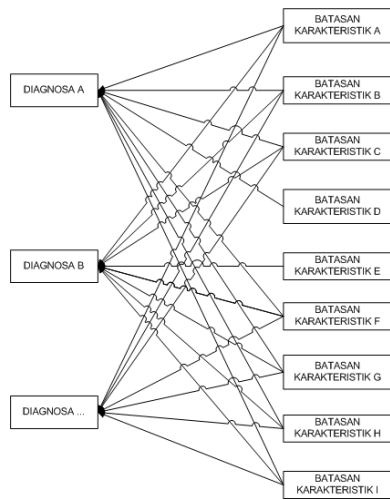 BATASAN
KARAKTERISTIK A
DIAGNOSA A
BATASAN
KARAKTERISTIK B
BATASAN
KARAKTERISTIK C
BATASAN
KARAKTERISTIK D
DIAGNOSA B
BATASAN
KARAKTERISTIK E
BATASAN
KARAKTERISTIK F
BATASAN
KARAKTERISTIK G
DIAGNOSA ...
BATASAN
KARAKTERISTIK H
BATASAN
KARAKTERISTIK I